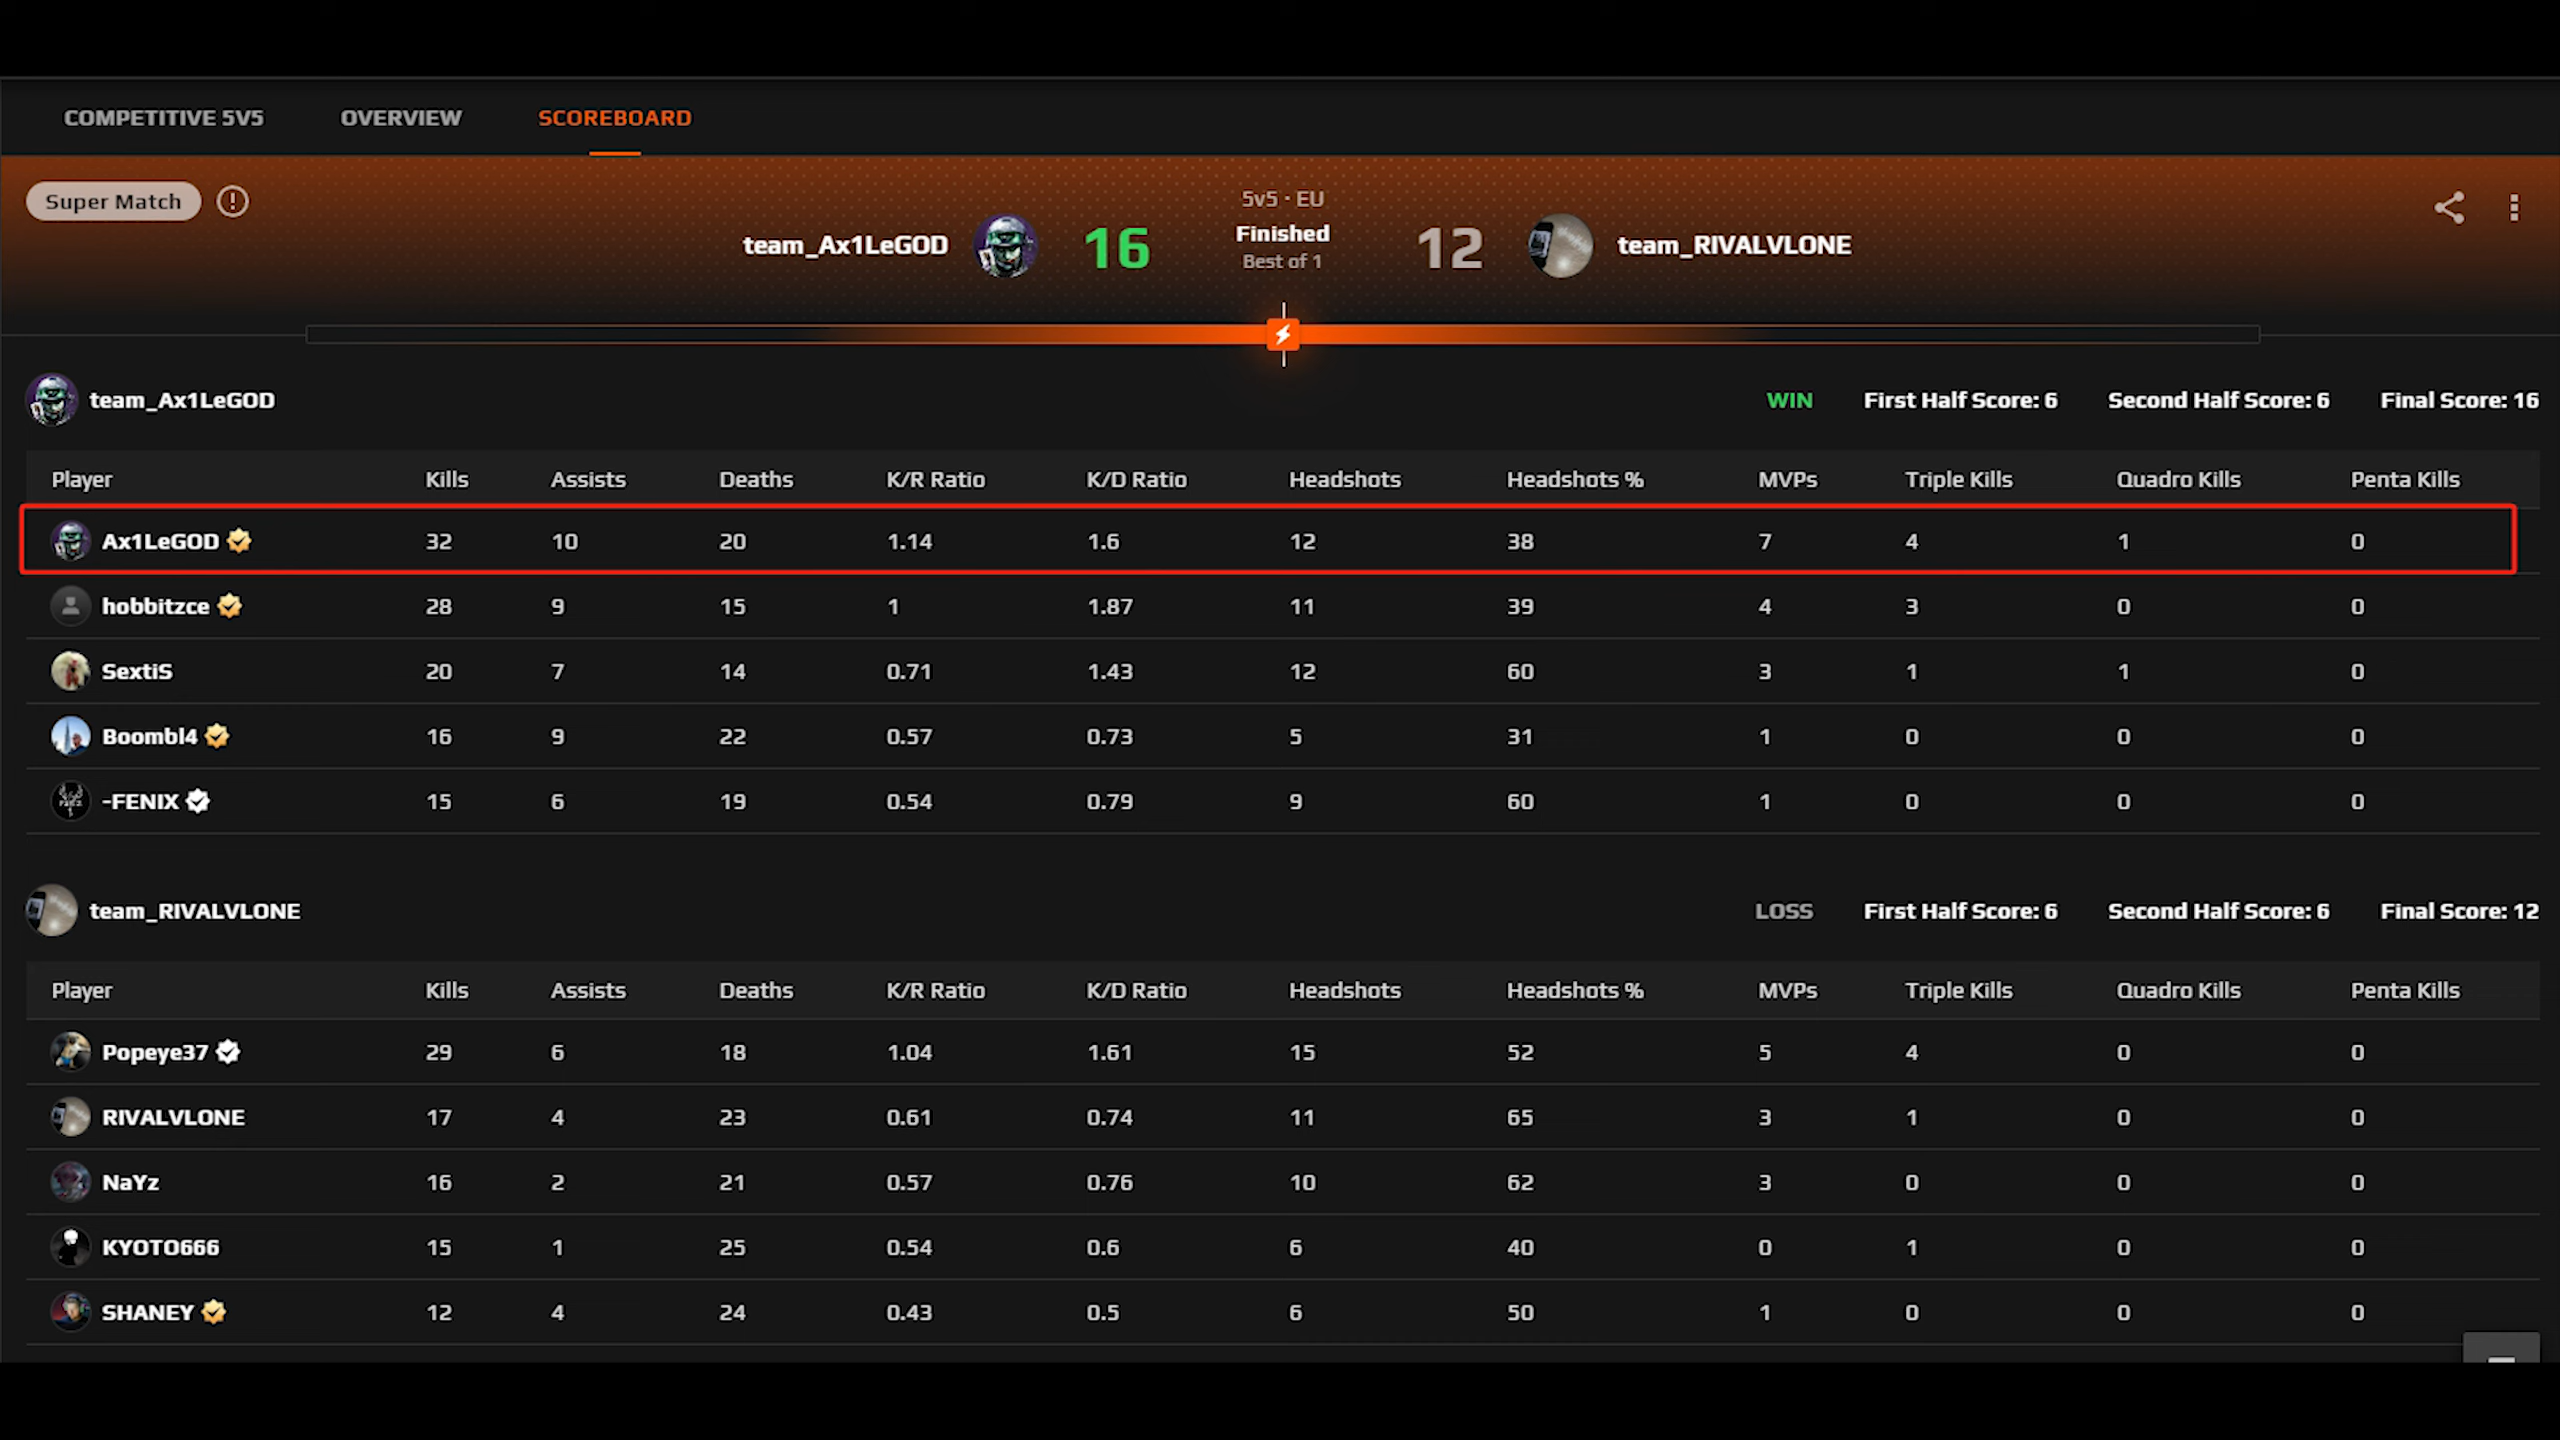 COMPETITIVE 5V5 OVERVIEW SCOREBOARD
Super Match
5v5 · EU
team_Ax1LeGOD 16 Finished 12 team_RIVALVLONE
Best of 1
team_Ax1LeGOD WIN First Half Score: 6 Second Half Score: 6 Final Score: 16
Player Kills Assists Deaths K/R Ratio K/D Ratio Headshots Headshots % MVPs Triple Kills Quadro Kills Penta Kills
Ax1LeGOD 32 10 20 1.14 1.6 12 38 7 4 1 0
hobbitzce 28 9 15 1 1.87 11 39 4 3 0 0
SextiS 20 7 14 0.71 1.43 12 60 3 1 1 0
Boombl4 16 9 22 0.57 0.73 5 31 1 0 0 0
-FENIX 15 6 19 0.54 0.79 9 60 1 0 0 0
team_RIVALVLONE LOSS First Half Score: 6 Second Half Score: 6 Final Score: 12
Player Kills Assists Deaths K/R Ratio K/D Ratio Headshots Headshots % MVPs Triple Kills Quadro Kills Penta Kills
Popeye37 29 6 18 1.04 1.61 15 52 5 4 0 0
RIVALVLONE 17 4 23 0.61 0.74 11 65 3 1 0 0
NaYz 16 2 21 0.57 0.76 10 62 3 0 0 0
KYOTO666 15 1 25 0.54 0.6 6 40 0 1 0 0
SHANEY 12 4 24 0.43 0.5 6 50 1 0 0 0